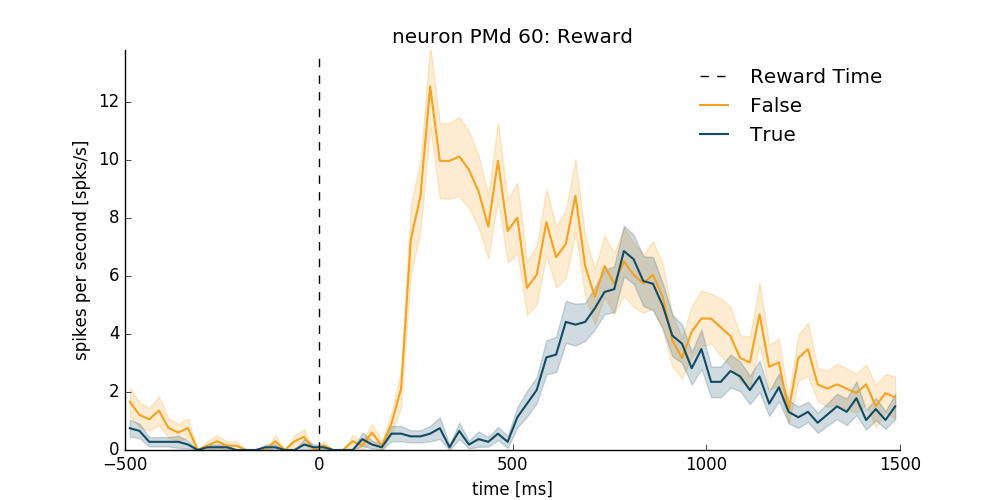 neuron PMd 60: Reward
Reward Time
False
True
spikes per second [spks/s]
12
10
8
6
4
2
0
−500
0
500
1000
1500
time [ms]